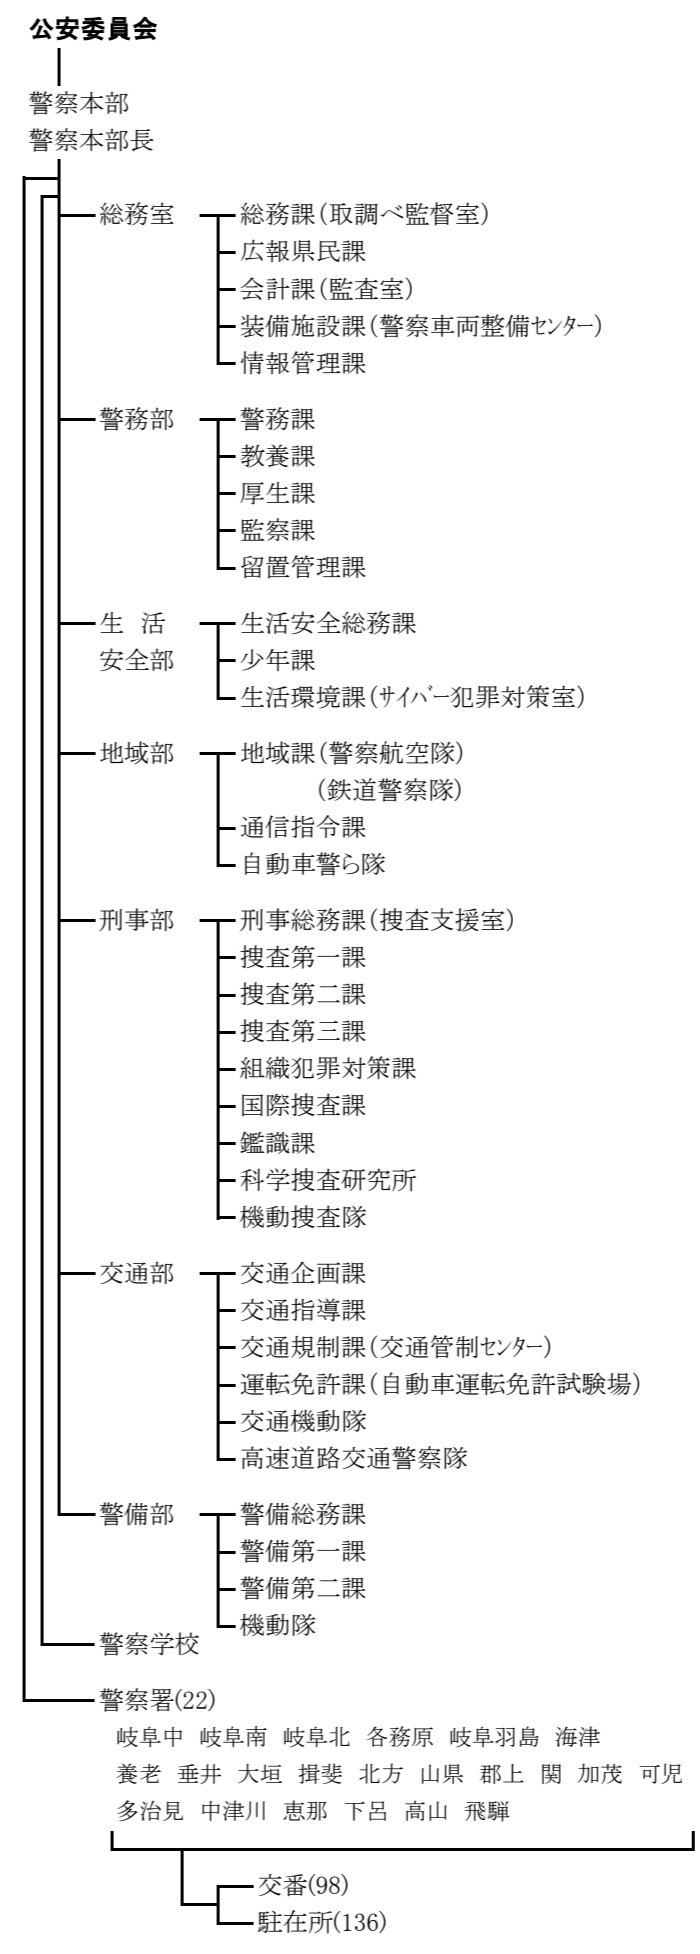 公安委員会
警察本部
警察本部長
総務室 総務課(取調べ監督室)
広報県民課
会計課(監査室)
装備施設課(警察車両整備ｾﾝﾀｰ)
情報管理課
警務部 警務課
教養課
厚生課
監察課
留置管理課
生 活 生活安全総務課
安全部 少年課
生活環境課(ｻｲﾊﾞｰ犯罪対策室)
地域部 地域課(警察航空隊)
(鉄道警察隊)
通信指令課
自動車警ら隊
刑事部 刑事総務課(捜査支援室)
捜査第一課
捜査第二課
捜査第三課
組織犯罪対策課
国際捜査課
鑑識課
科学捜査研究所
機動捜査隊
交通部 交通企画課
交通指導課
交通規制課(交通管制ｾﾝﾀｰ)
運転免許課(自動車運転免許試験場)
交通機動隊
高速道路交通警察隊
警備部 警備総務課
警備第一課
警備第二課
機動隊
警察学校
警察署(22)
岐阜中 岐阜南 岐阜北 各務原 岐阜羽島 海津
養老 垂井 大垣 揖斐 北方 山県 郡上 関 加茂 可児
多治見 中津川 恵那 下呂 高山 飛騨
交番(98)
駐在所(136)